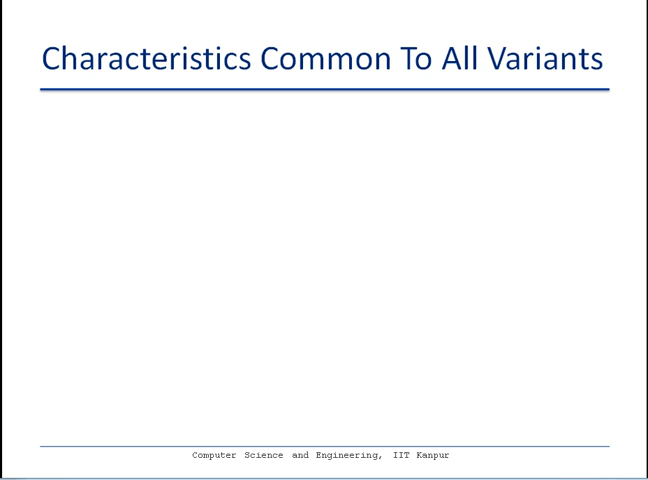 Characteristics Common To All Variants
Computer Science and Engineering, IIT Kanpur